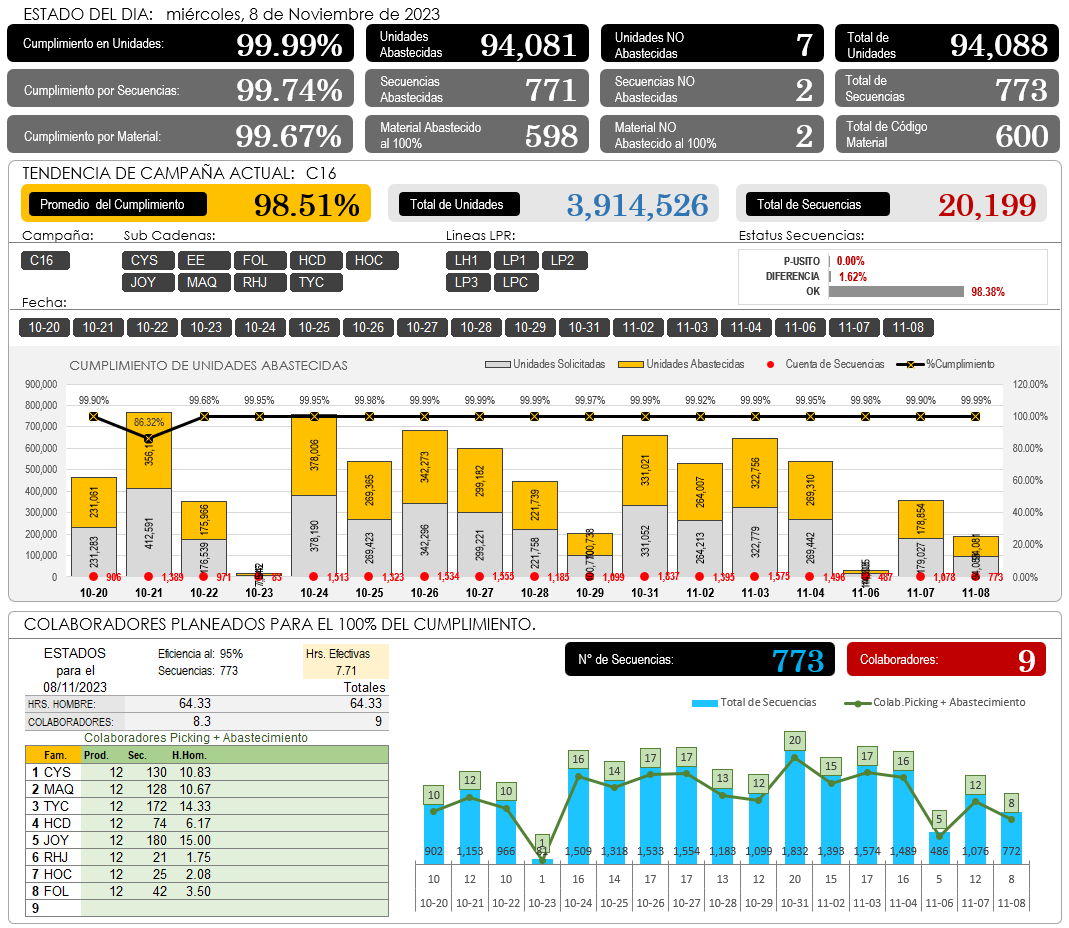 ESTADO DEL DIA: miércoles, 8 de Noviembre de 2023
Cumplimiento en Unidades: 99.99%
Unidades Abastecidas 94,081
Unidades NO Abastecidas 7
Total de Unidades 94,088
Cumplimiento por Secuencias: 99.74%
Secuencias Abastecidas 771
Secuencias NO Abastecidas 2
Total de Secuencias 773
Cumplimiento por Material: 99.67%
Material Abastecido al 100% 598
Material NO Abastecido al 100% 2
Total de Código Material 600
TENDENCIA DE CAMPAÑA ACTUAL: C16
Promedio del Cumplimiento 98.51%
Total de Unidades 3,914,526
Total de Secuencias 20,199
Campaña: Sub Cadenas: Lineas LPR: Estatus Secuencias:
C16 CYS EE FOL HCD HOC LH1 LP1 LP2
JOY MAQ RHJ TYC LP3 LPC
P-USITO 0.00%
DIFERENCIA 1.62%
OK 98.38%
Fecha:
10-20 10-21 10-22 10-23 10-24 10-25 10-26 10-27 10-28 10-29 10-31 11-02 11-03 11-04 11-06 11-07 11-08
CUMPLIMIENTO DE UNIDADES ABASTECIDAS
Unidades Solicitadas Unidades Abastecidas Cuenta de Secuencias %Cumplimiento
900,000
800,000
700,000
600,000
500,000
400,000
300,000
200,000
100,000
0
120.00%
100.00%
80.00%
60.00%
40.00%
20.00%
0.00%
99.90% 86.32% 99.68% 99.95% 99.95% 99.98% 99.99% 99.99% 99.99% 99.97% 99.99% 99.92% 99.99% 99.95% 99.98% 99.90% 99.99%
231,061 175,966 378,006 269,365 342,273 299,182 221,739 100,738 331,021 264,007 322,756 269,310 178,854 94,081
231,283 412,591 176,539 378,190 269,423 342,296 299,221 221,758 331,052 264,213 322,779 269,442 179,027
906 1,389 971 83 1,513 1,323 1,534 1,555 1,185 1,099 1,837 1,395 1,575 1,496 487 1,078 773
10-20 10-21 10-22 10-23 10-24 10-25 10-26 10-27 10-28 10-29 10-31 11-02 11-03 11-04 11-06 11-07 11-08
COLABORADORES PLANEADOS PARA EL 100% DEL CUMPLIMIENTO.
ESTADOS Eficiencia al: 95% Hrs. Efectivas
para el Secuencias: 773 7.71
08/11/2023 Totales
HRS. HOMBRE: 64.33 64.33
COLABORADORES: 8.3 9
Colaboradores Picking + Abastecimiento
Fam. Prod. Sec. H.Hom.
1 CYS 12 130 10.83
2 MAQ 12 128 10.67
3 TYC 12 172 14.33
4 HCD 12 74 6.17
5 JOY 12 180 15.00
6 RHJ 12 21 1.75
7 HOC 12 25 2.08
8 FOL 12 42 3.50
9
N° de Secuencias: 773
Colaboradores: 9
Total de Secuencias Colab.Picking + Abastecimiento
10 12 10 1 16 14 17 17 13 12 20 15 17 16 5 12 8
902 1,153 966 1,509 1,318 1,533 1,554 1,183 1,099 1,832 1,393 1,574 1,489 486 1,076 772
10 12 10 1 16 14 17 17 13 12 20 15 17 16 5 12 8
10-20 10-21 10-22 10-23 10-24 10-25 10-26 10-27 10-28 10-29 10-31 11-02 11-03 11-04 11-06 11-07 11-08